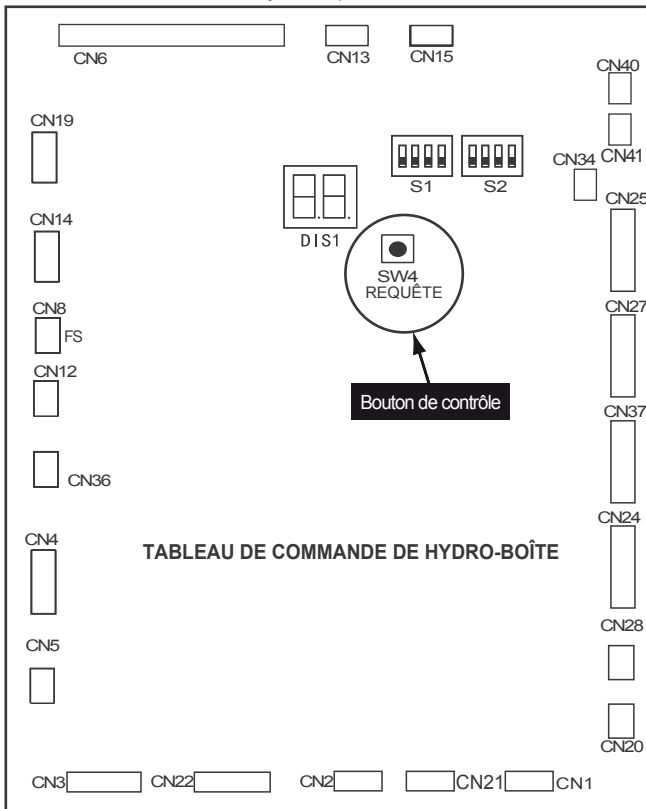 CN6
CN13
CN15
CN40
CN19
CN41
CN34
S1
S2
CN25
CN14
DIS1
SW4
REQUÊTE
CN8
FS
CN27
CN12
Bouton de contrôle
CN37
CN36
CN24
CN4
TABLEAU DE COMMANDE DE HYDRO-BOÎTE
CN28
CN5
CN20
CN3
CN22
CN2
CN21
CN1